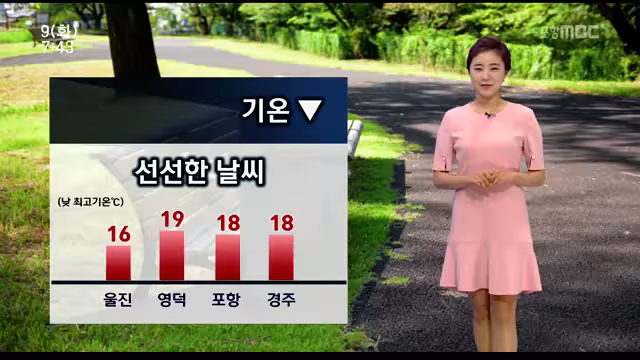 9(화)
7:43
포항MBC
기온▼
선선한 날씨
(낮 최고기온℃)
16 19 18 18
울진 영덕 포항 경주